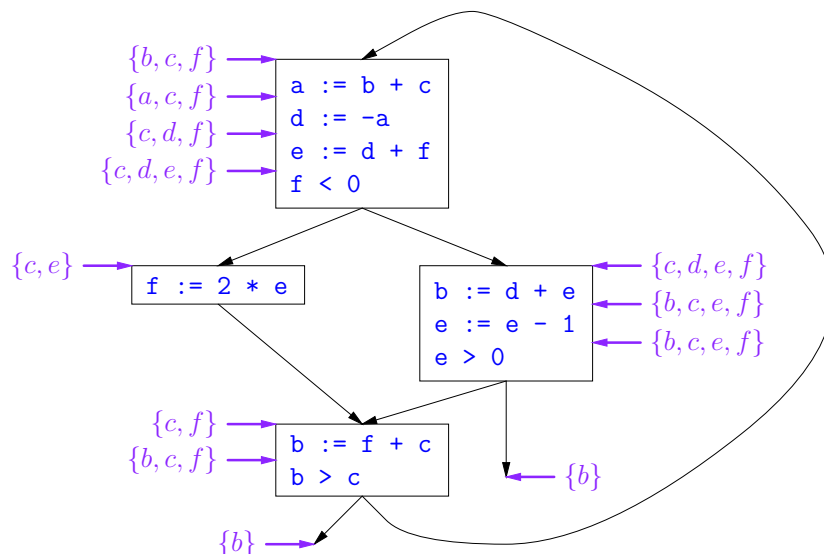 {b, c, f}
a := b + c
{a, c, f}
d := -a
{c, d, f}
e := d + f
{c, d, e, f}
f < 0
{c, e}
f := 2 * e
{c, d, e, f}
b := d + e
{b, c, e, f}
e := e - 1
{b, c, e, f}
e > 0
{c, f}
b := f + c
{b, c, f}
b > c
{b}
{b}